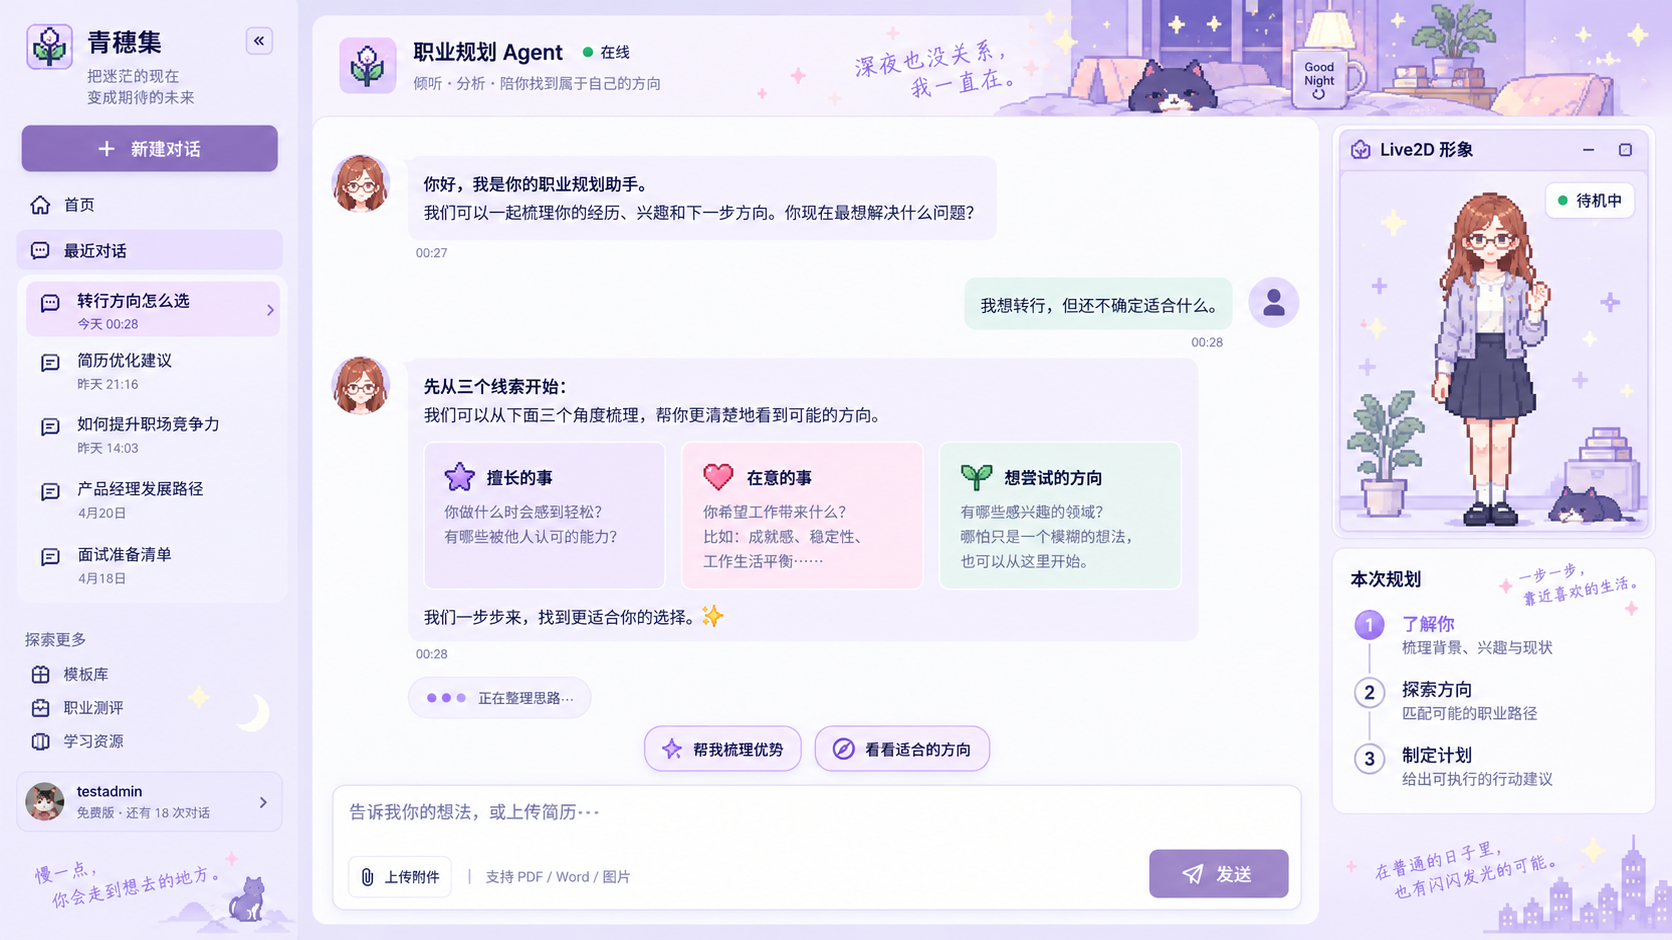 青穗集
把迷茫的现在
变成期待的未来
«
+ 新建对话
首页
最近对话
转行方向怎么选
今天 00:28
简历优化建议
昨天 21:16
如何提升职场竞争力
昨天 14:03
产品经理发展路径
4月20日
面试准备清单
4月18日
探索更多
模板库
职业测评
学习资源
testadmin
免费版 · 还有 18 次对话
慢一点，
你会走到想去的地方。
职业规划 Agent
在线
倾听 · 分析 · 陪你找到属于自己的方向
深夜也没关系，
我一直在。
Good
Night
你好，我是你的职业规划助手。
我们可以一起梳理你的经历、兴趣和下一步方向。你现在最想解决什么问题？
00:27
我想转行，但还不确定适合什么。
00:28
先从三个线索开始：
我们可以从下面三个角度梳理，帮你更清楚地看到可能的方向。
擅长的事
你做什么时会感到轻松？
有哪些被他人认可的能力？
在意的事
你希望工作带来什么？
比如：成就感、稳定性、
工作生活平衡······
想尝试的方向
有哪些感兴趣的领域？
哪怕只是一个模糊的想法，
也可以从这里开始。
我们一步步来，找到更适合你的选择。✨
00:28
正在整理思路···
帮我梳理优势
看看适合的方向
告诉我你的想法，或上传简历···
上传附件
支持 PDF / Word / 图片
发送
Live2D 形象
待机中
本次规划
一步一步，
靠近喜欢的生活。
1
了解你
梳理背景、兴趣与现状
2
探索方向
匹配可能的职业路径
3
制定计划
给出可执行的行动建议
在普通的日子里，
也有闪闪发光的可能。